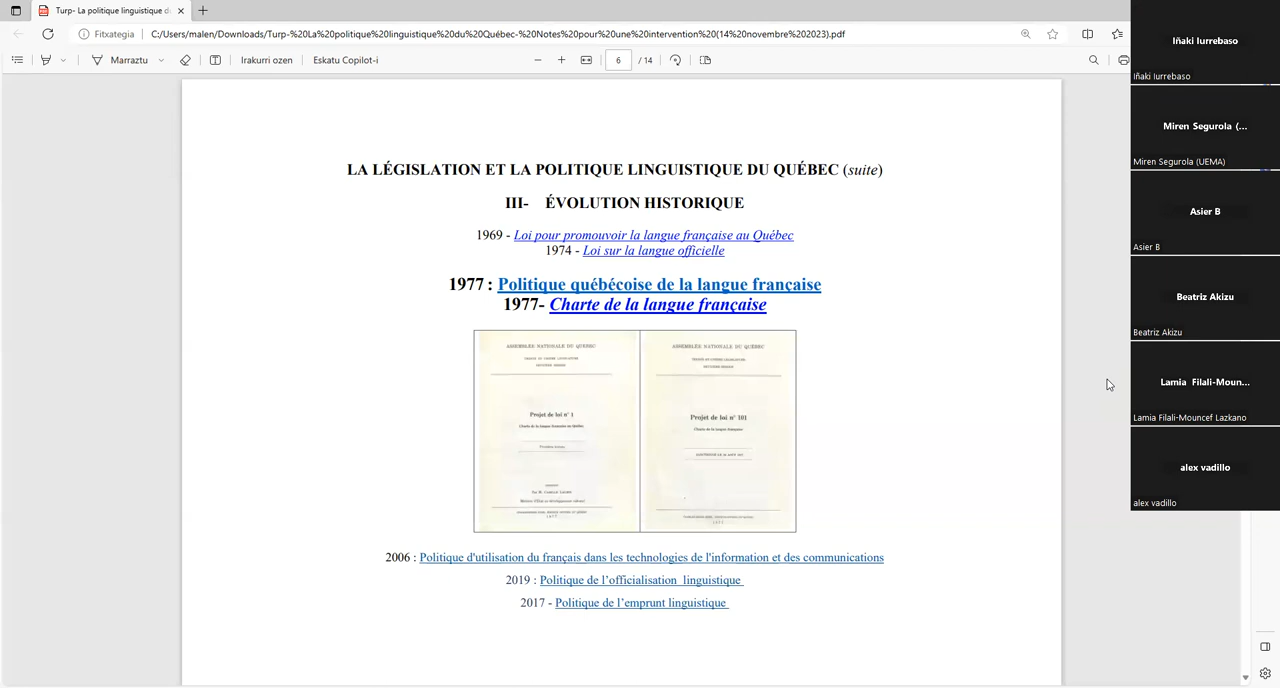 Turp- La politique linguistique d
Fitxategia
C:/Users/malen/Downloads/Turp-%20La%20politique%20linguistique%20du%20Québec-%20Notes%20pour%20une%20intervention(14%20novembre%202023).pdf
Marraztu
Irakurri ozen
Eskatu Copilot-i
6 / 14
LA LÉGISLATION ET LA POLITIQUE LINGUISTIQUE DU QUÉBEC (suite)
III- ÉVOLUTION HISTORIQUE
1969 - Loi pour promouvoir la langue française au Québec
1974 - Loi sur la langue officielle
1977 : Politique québécoise de la langue française
1977- Charte de la langue française
ASSEMBLÉE NATIONALE DU QUÉBEC
Projet de loi n° 1
Charte de la langue française au Québec
ASSEMBLÉE NATIONALE DU QUÉBEC
Projet de loi n° 101
Charte de la langue française
2006 : Politique d'utilisation du français dans les technologies de l'information et des communications
2019 : Politique de l'officialisation linguistique
2017 - Politique de l'emprunt linguistique
Iñaki Iurrebaso
Iñaki Iurrebaso
Miren Segurola (...
Miren Segurola (UEMA)
Asier B
Asier B
Beatriz Akizu
Beatriz Akizu
Lamia Filali-Moun...
Lamia Filali-Mouncef Lazkano
alex vadillo
alex vadillo